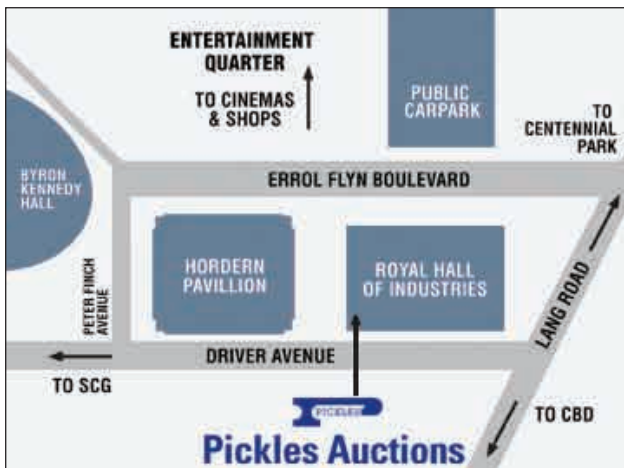 ENTERTAINMENT
QUARTER
TO CINEMAS
& SHOPS
PUBLIC
CARPARK
TO
CENTENNIAL
PARK
BYRON
KENNEDY
HALL
ERROL FLYN BOULEVARD
HORDERN
PAVILLION
ROYAL HALL
OF INDUSTRIES
PETER FINCH
AVENUE
LANG ROAD
DRIVER AVENUE
TO SCG
TO CBD
PICKLES
Pickles Auctions